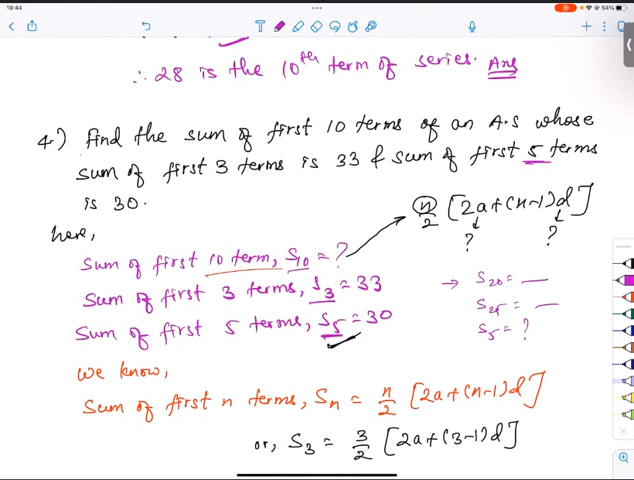 19:44
54%
∴ 28 is the 10th term of series. Ans
4.) Find the sum of first 10 terms of an A.S whose
sum of first 3 terms is 33 & sum of first 5 terms
is 30.
n/2 [2a+(n-1)d]
? ?
here,
Sum of first 10 term, S10 = ?
Sum of first 3 terms, S3 = 33
→ S20 = —
Sum of first 5 terms, S5 = 30
S25 = —
S5 = ?
We know,
Sum of first n terms, Sn = n/2 [2a+(n-1)d]
or, S3 = 3/2 [2a+(3-1)d]